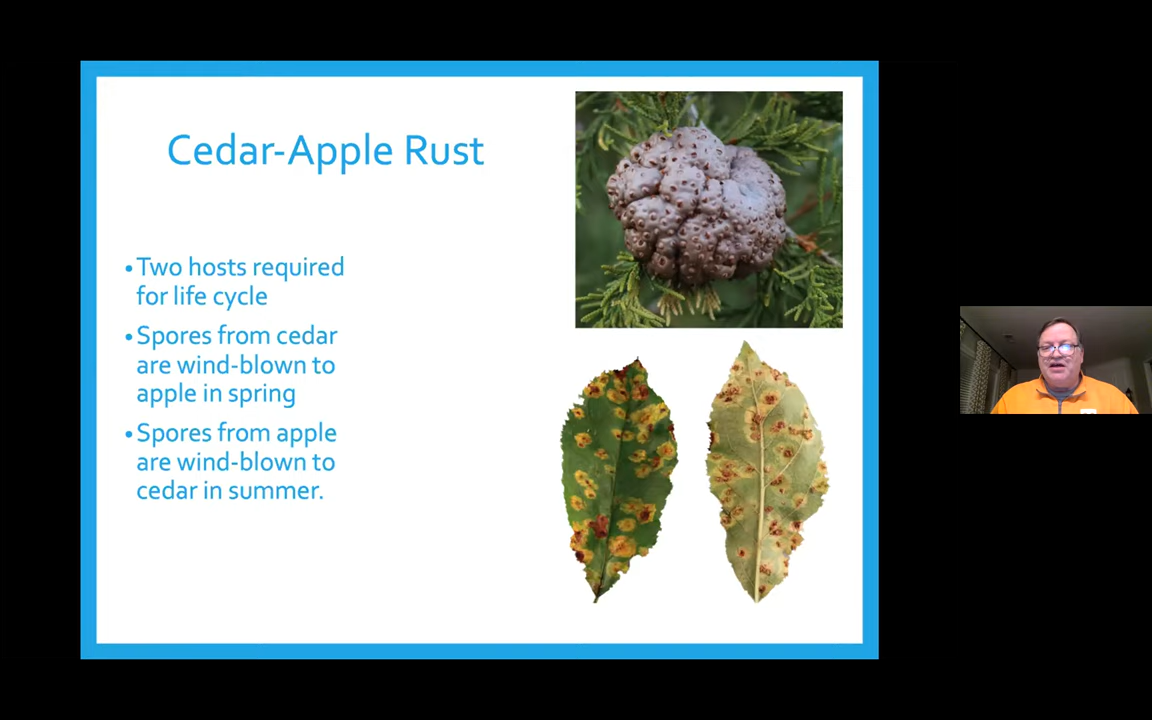 Cedar-Apple Rust
•Two hosts required
for life cycle
•Spores from cedar
are wind-blown to
apple in spring
•Spores from apple
are wind-blown to
cedar in summer.